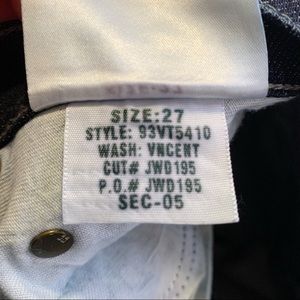 SIZE:27
STYLE: 93VT5410
WASH: VNCENT
CUT# JWD195
P.O.# JWD195
SEC-05